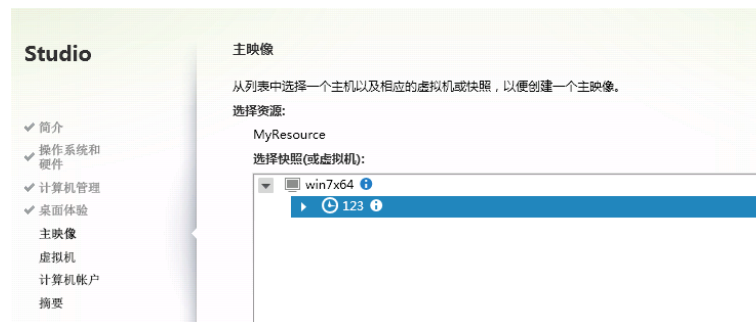 Studio
简介
操作系统和
硬件
计算机管理
桌面体验
主映像
虚拟机
计算机帐户
摘要
主映像
从列表中选择一个主机以及相应的虚拟机或快照，以便创建一个主映像。
选择资源:
MyResource
选择快照(或虚拟机):
win7x64
123